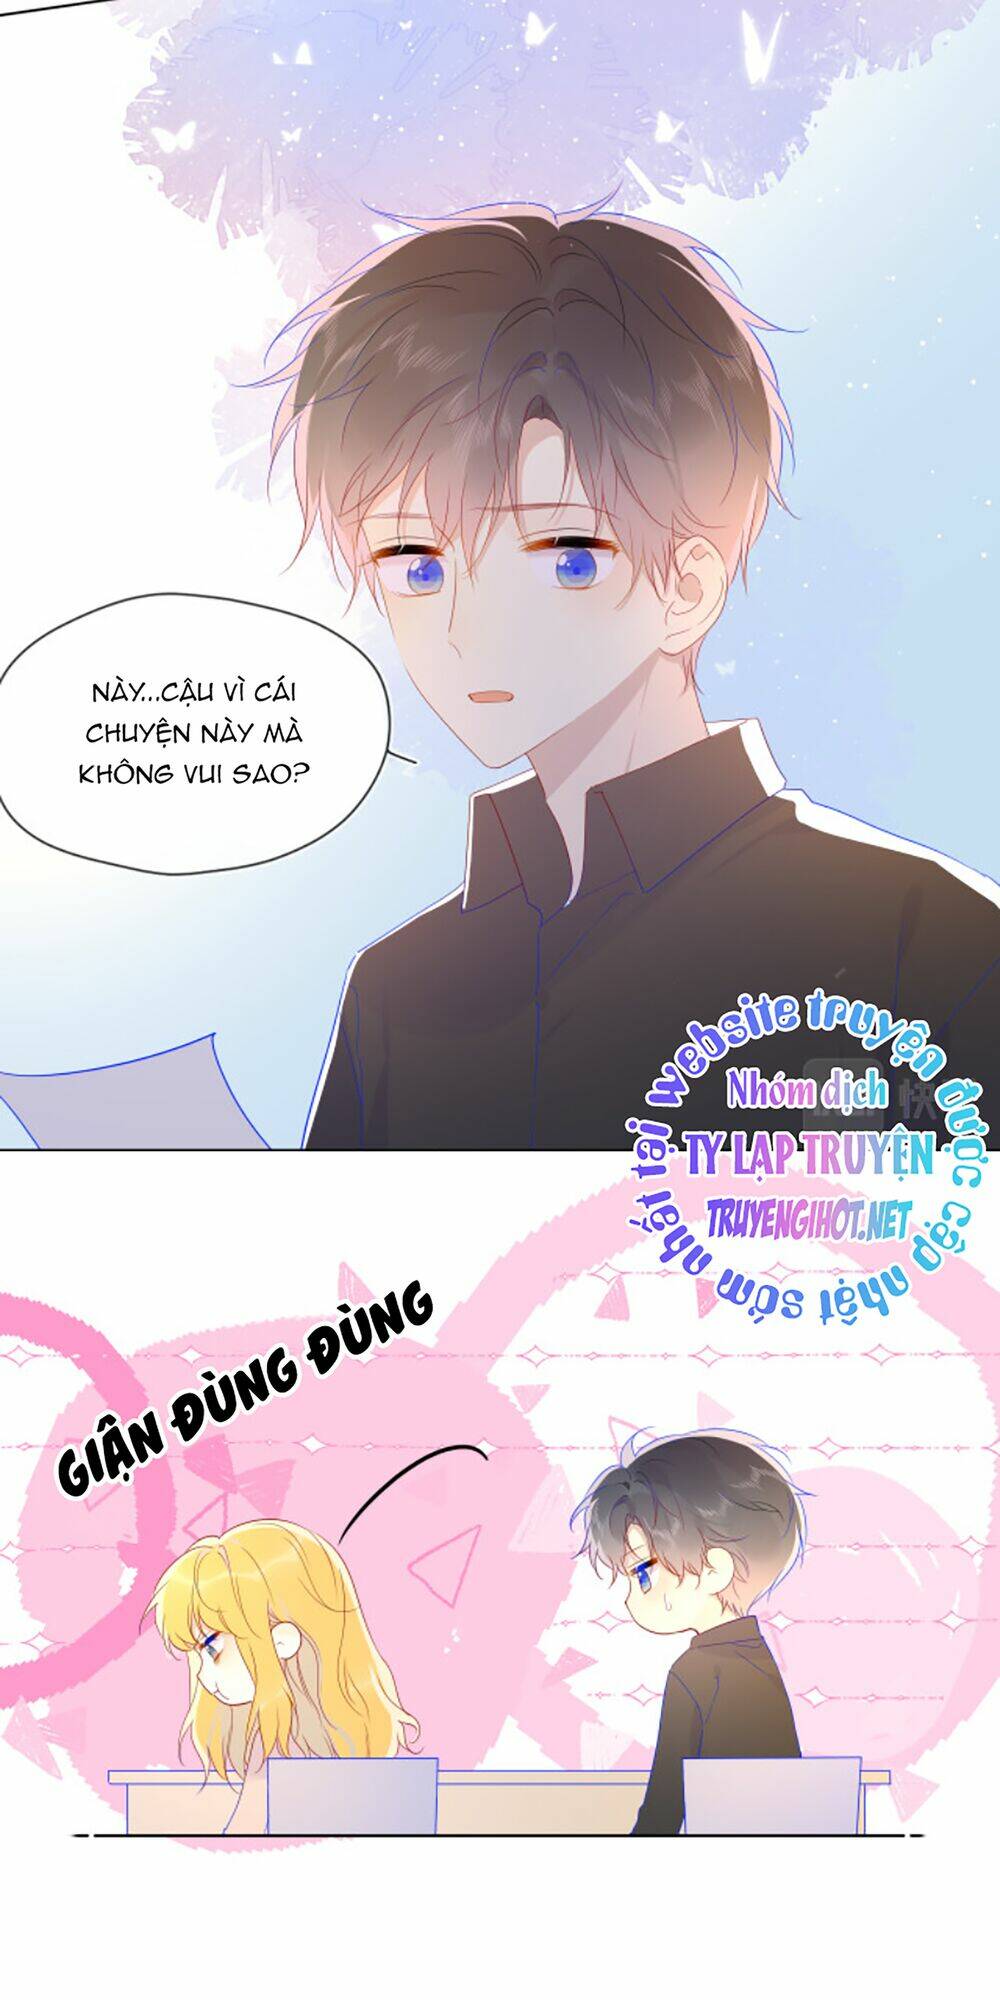 NÀY...CẬU VÌ CÁI
CHUYỆN NÀY MÀ
KHÔNG VUI SAO?
tại website truyện được cập nhật sớm nhất
Nhóm dịch
快
TY LẠP TRUYỆN
TRUYENGIHOT.NET
GIẬN ĐÙNG ĐÙNG